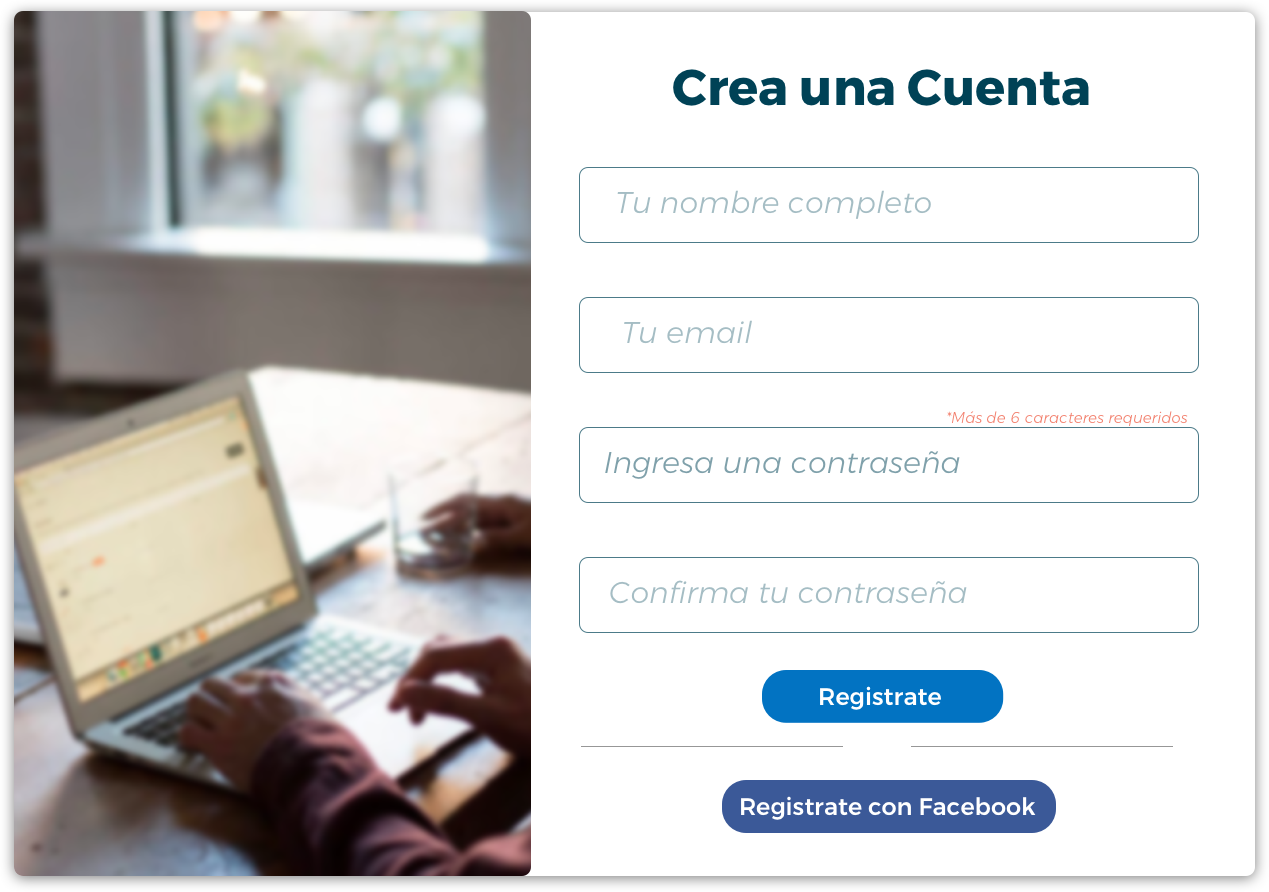 Crea una Cuenta
Tu nombre completo
Tu email
*Más de 6 caracteres requeridos
Ingresa una contraseña
Confirma tu contraseña
Registrate
Registrate con Facebook